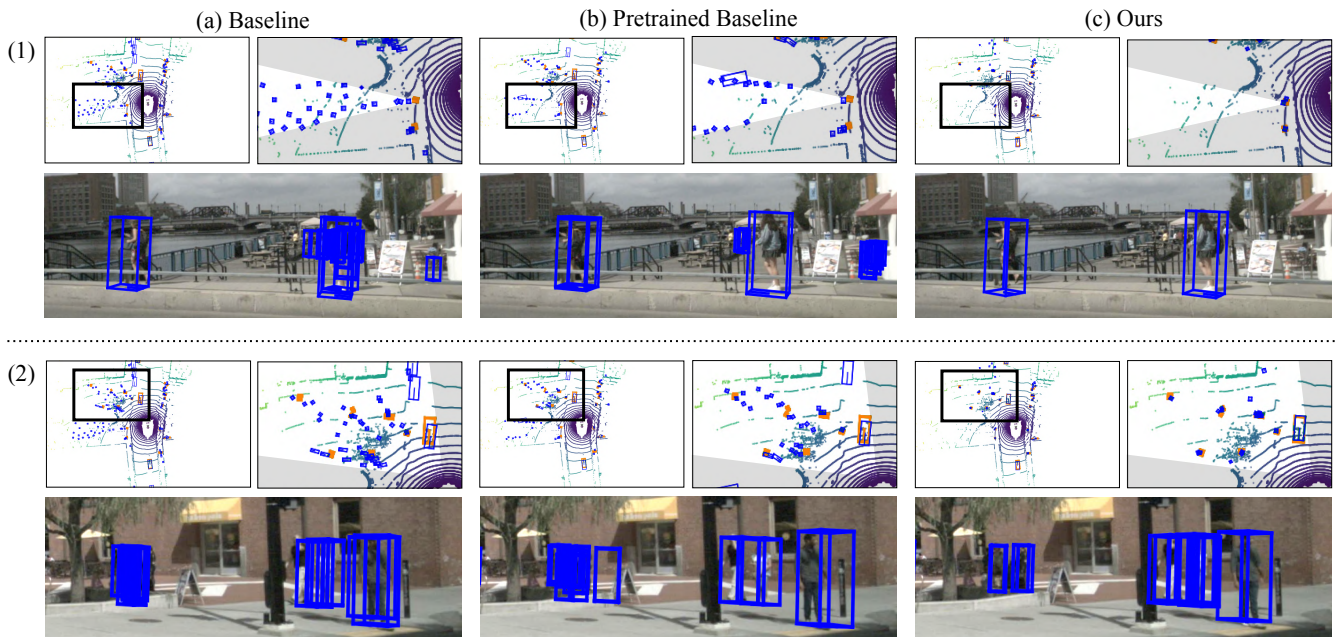 (a) Baseline
(b) Pretrained Baseline
(c) Ours
(1)
(2)